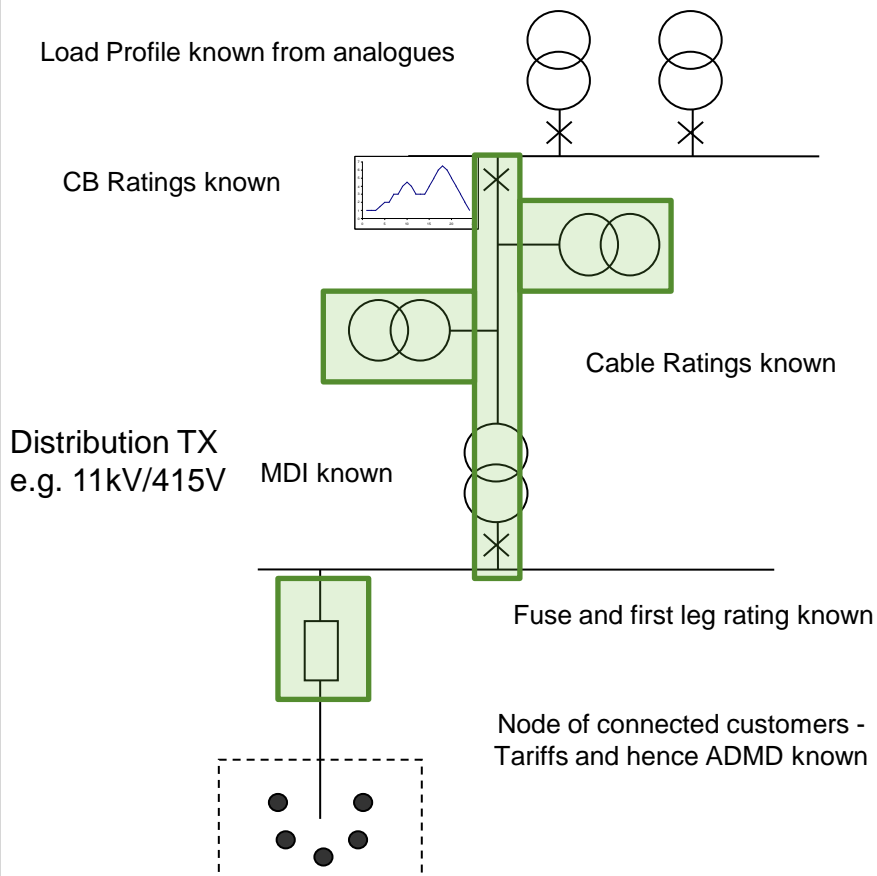 Load Profile known from analogues
CB Ratings known
Cable Ratings known
Distribution TX
e.g. 11kV/415V
MDI known
Fuse and first leg rating known
Node of connected customers -
Tariffs and hence ADMD known